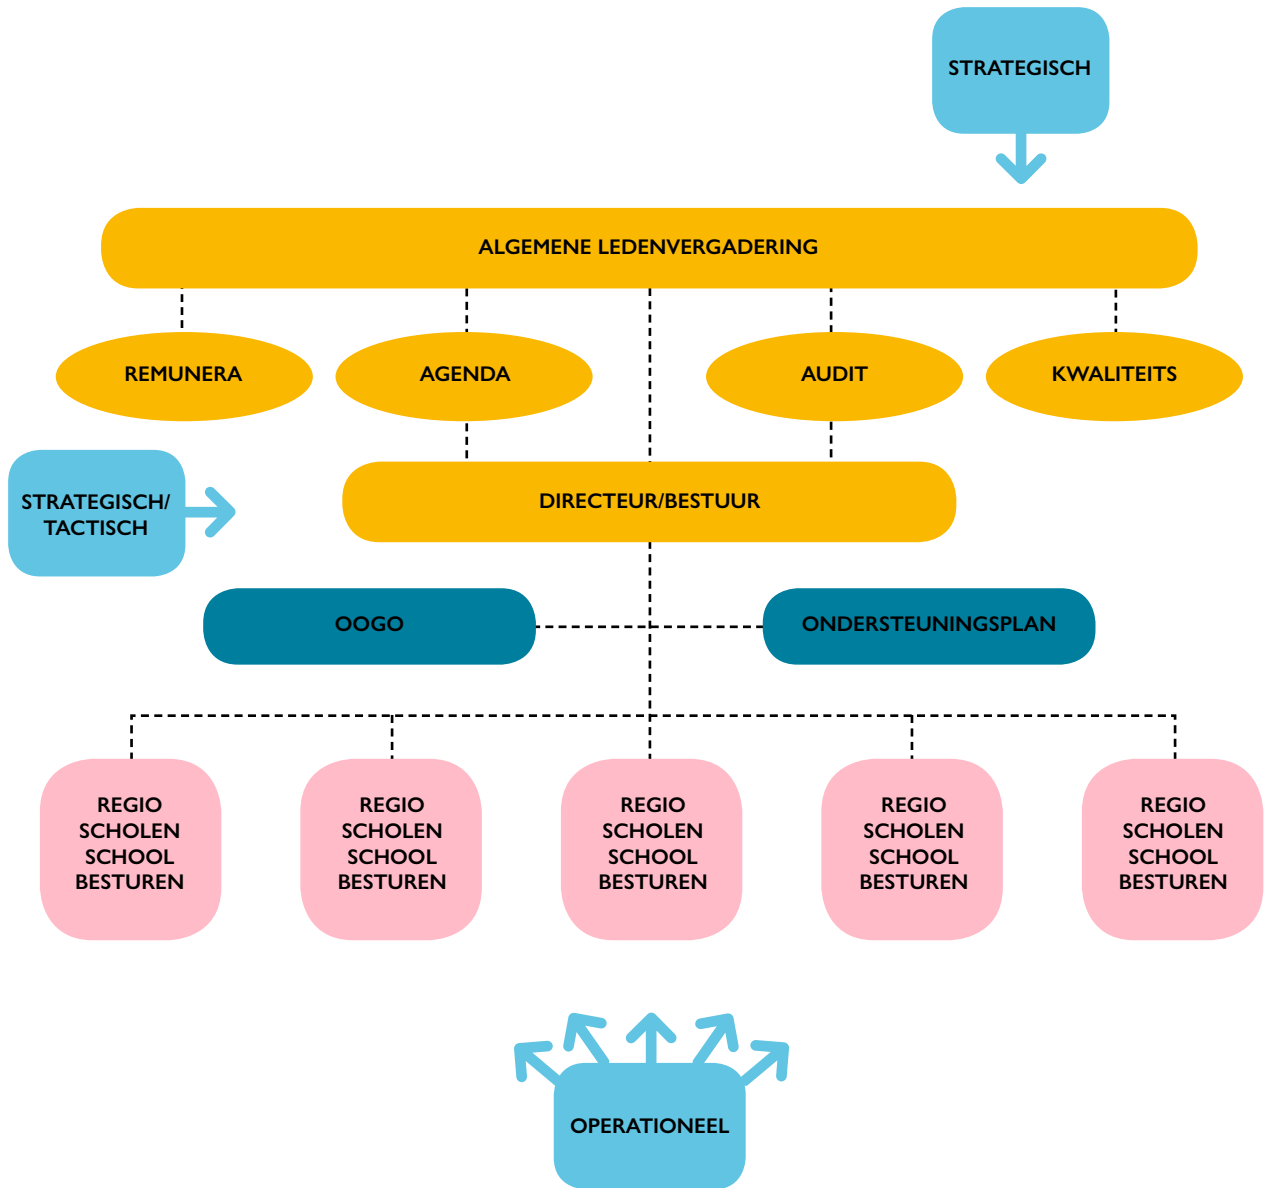 STRATEGISCH
ALGEMENE LEDENVERGADERING
REMUNERA
AGENDA
AUDIT
KWALITEITS
STRATEGISCH/
TACTISCH
DIRECTEUR/BESTUUR
OOGO
ONDERSTEUNINGSPLAN
REGIO
SCHOLEN
SCHOOL
BESTUREN
REGIO
SCHOLEN
SCHOOL
BESTUREN
REGIO
SCHOLEN
SCHOOL
BESTUREN
REGIO
SCHOLEN
SCHOOL
BESTUREN
REGIO
SCHOLEN
SCHOOL
BESTUREN
OPERATIONEEL